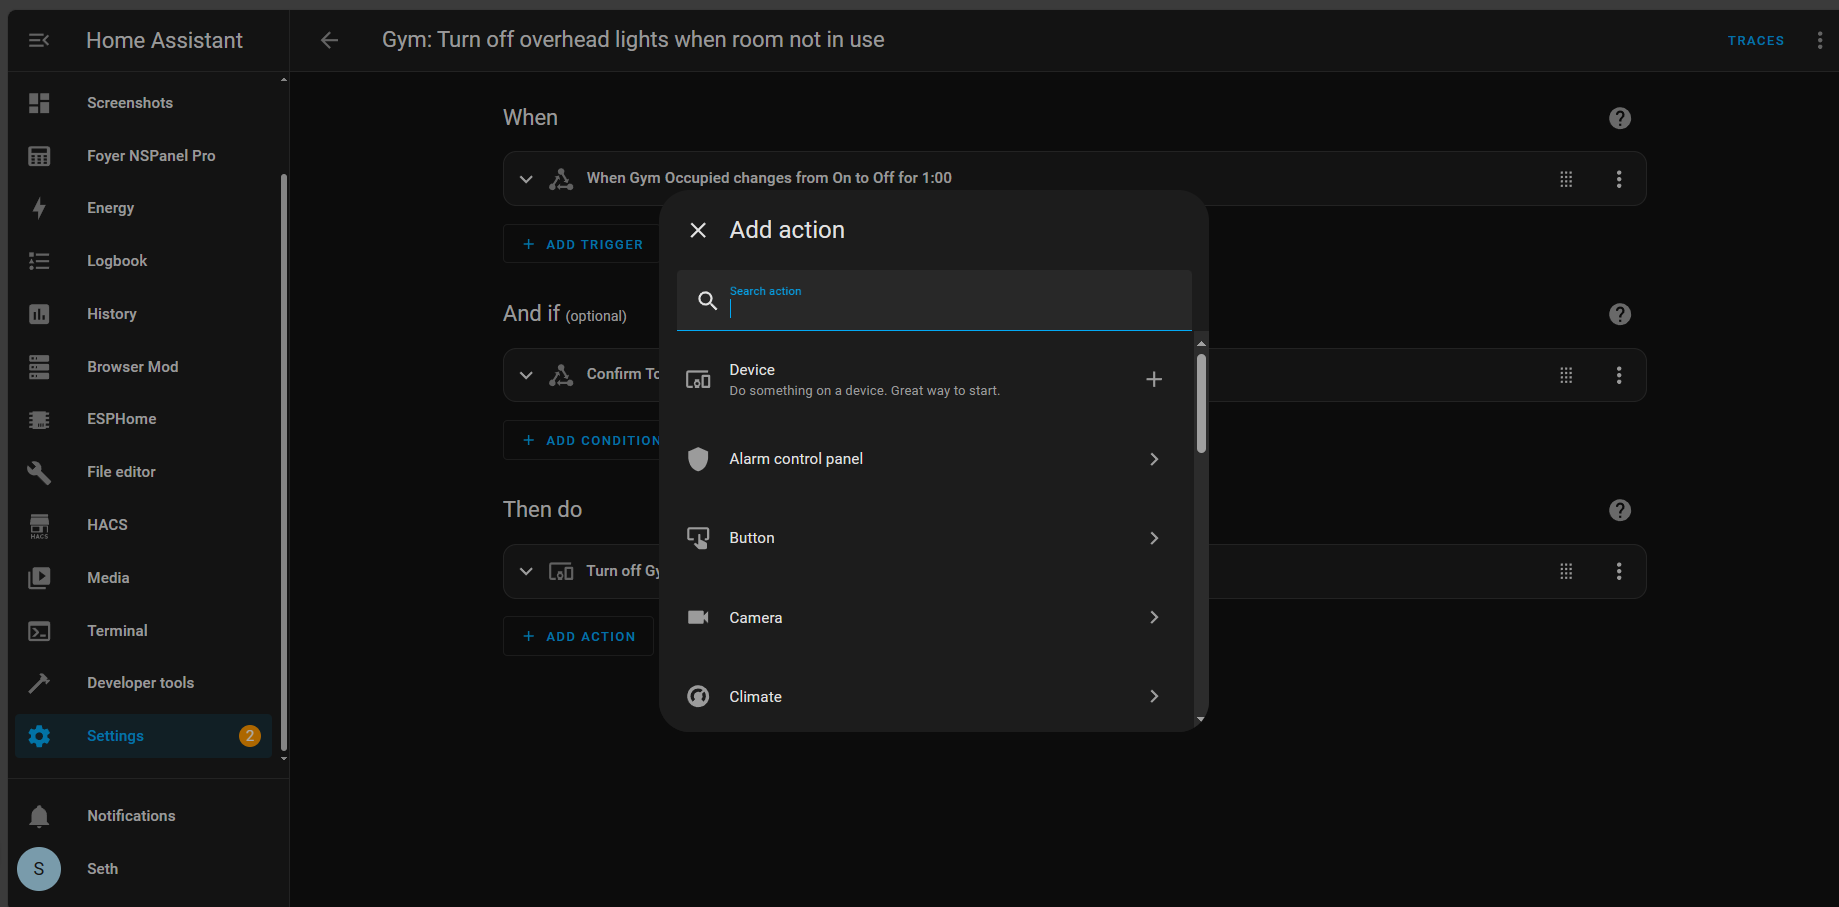 Home Assistant
Gym: Turn off overhead lights when room not in use
TRACES
Screenshots
Foyer NSPanel Pro
Energy
Logbook
History
Browser Mod
ESPHome
File editor
HACS
HACS
Media
Terminal
Developer tools
Settings
2
Notifications
S
Seth
When
When Gym Occupied changes from On to Off for 1:00
ADD TRIGGER
And if (optional)
Confirm To
ADD CONDITION
Then do
Turn off Gy
ADD ACTION
Add action
Search action
Device
Do something on a device. Great way to start.
Alarm control panel
Button
Camera
Climate